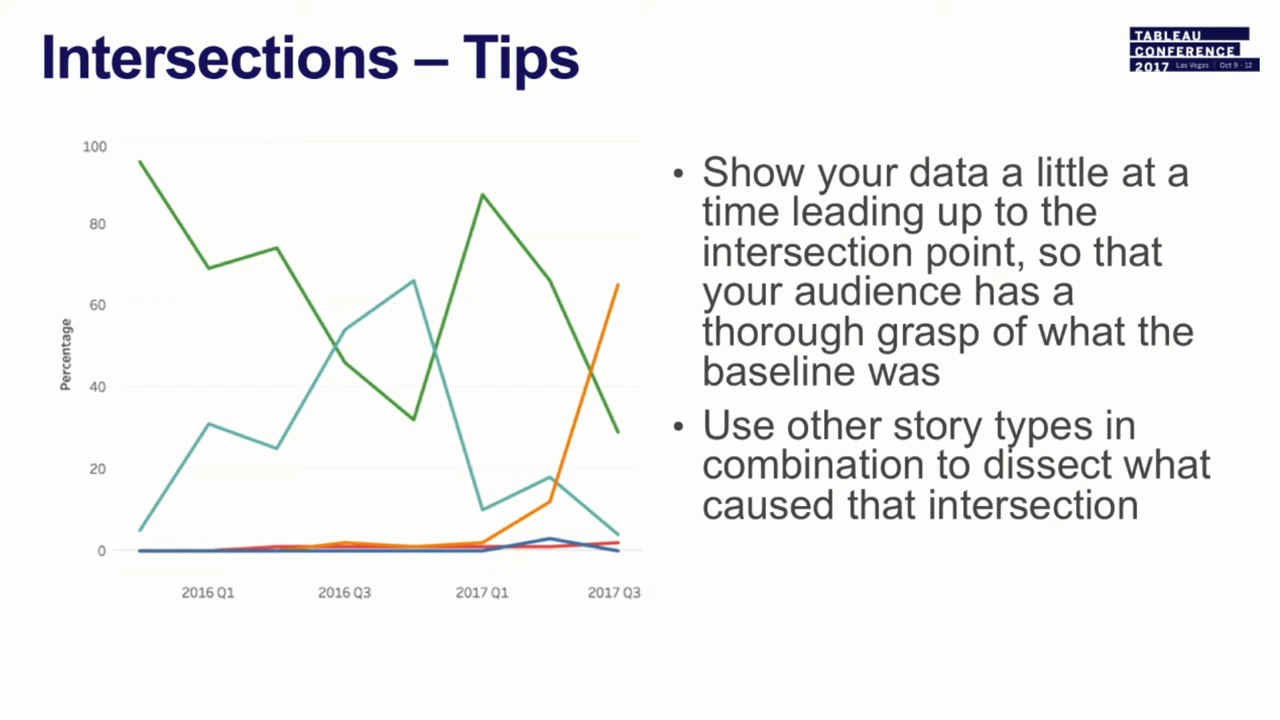 Intersections – Tips
TABLEAU
CONFERENCE
2017 Las Vegas | Oct 9 - 12
100
80
60
40
20
0
Percentage
2016 Q1
2016 Q3
2017 Q1
2017 Q3
• Show your data a little at a
time leading up to the
intersection point, so that
your audience has a
thorough grasp of what the
baseline was
• Use other story types in
combination to dissect what
caused that intersection